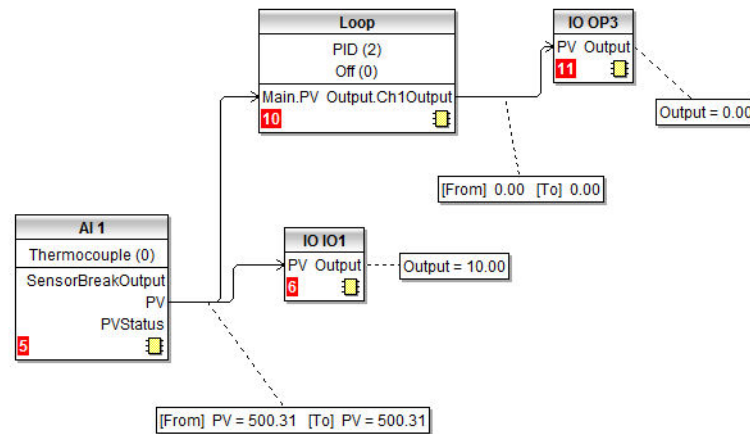 Loop
PID (2)
Off (0)
Main.PV Output.Ch1Output
10
IO OP3
PV Output
11
Output = 0.00
[From] 0.00 [To] 0.00
AI 1
Thermocouple (0)
SensorBreakOutput
PV
PVStatus
5
IO IO1
PV Output
6
Output = 10.00
[From] PV = 500.31 [To] PV = 500.31